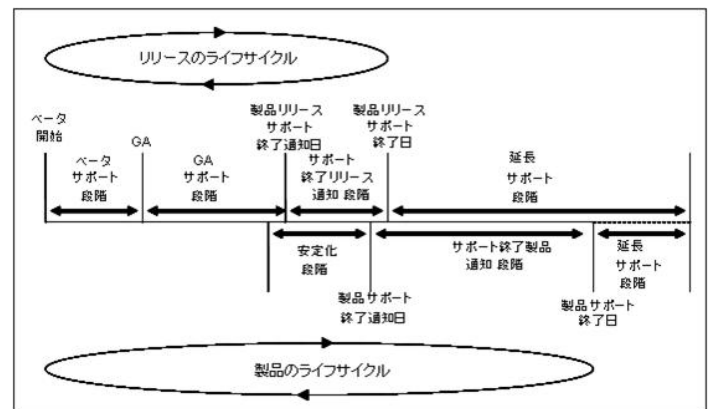 リリースのライフサイクル
ベータ
開始
GA
製品リリース
サポート
終了通知日
製品リリース
サポート
終了日
ベータ
サポート
段階
GA
サポート
段階
サポート
終了リリース
通知 段階
延長
サポート
段階
安定化
段階
サポート終了製品
通知 段階
延長
サポート
段階
製品サポート
終了通知日
製品サポート
終了日
製品のライフサイクル